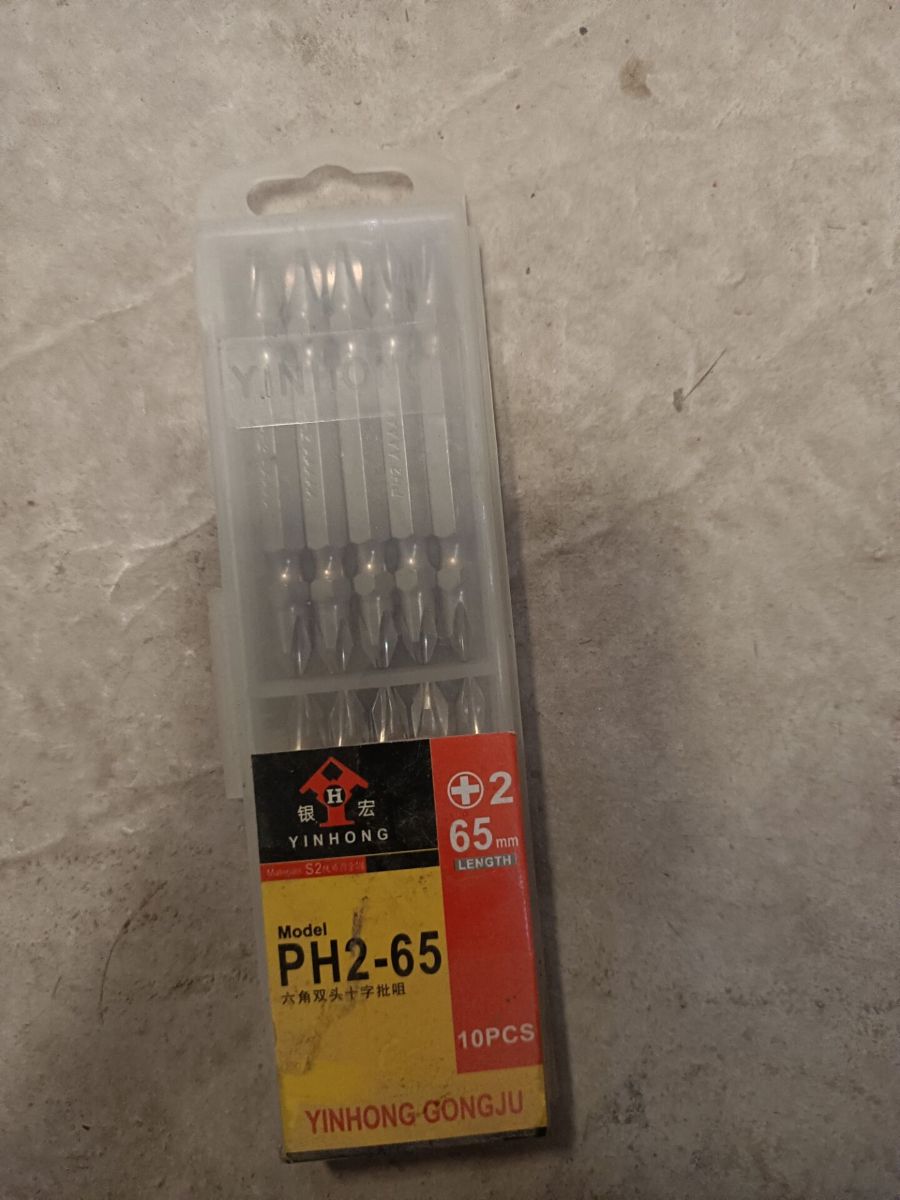 YINHO
H
银 宏
YINHONG
S2
2
65mm
LENGTH
Model
PH2-65
六角双头十字批咀
10PCS
YINHONG GONGJU